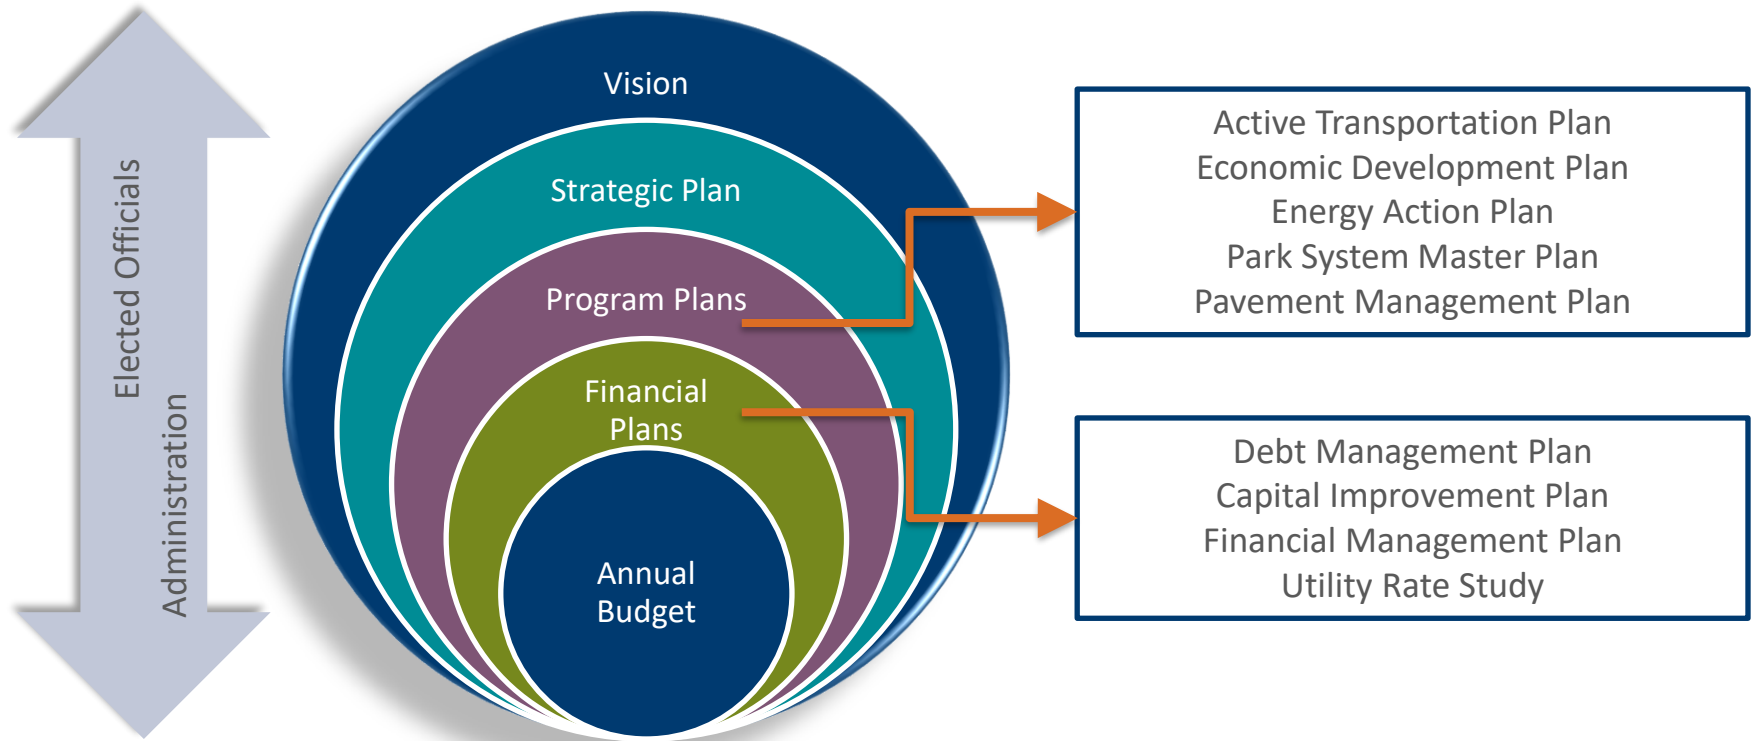 Elected Officials
Administration
Vision
Strategic Plan
Program Plans
Financial
Plans
Annual
Budget
Active Transportation Plan
Economic Development Plan
Energy Action Plan
Park System Master Plan
Pavement Management Plan
Debt Management Plan
Capital Improvement Plan
Financial Management Plan
Utility Rate Study